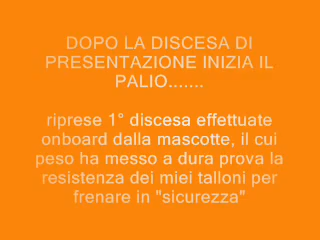 DOPO LA DISCESA DI
PRESENTAZIONE INIZIA IL
PALIO.......
riprese 1° discesa effettuate
onboard dalla mascotte, il cui
peso ha messo a dura prova la
resistenza dei miei talloni per
frenare in "sicurezza"